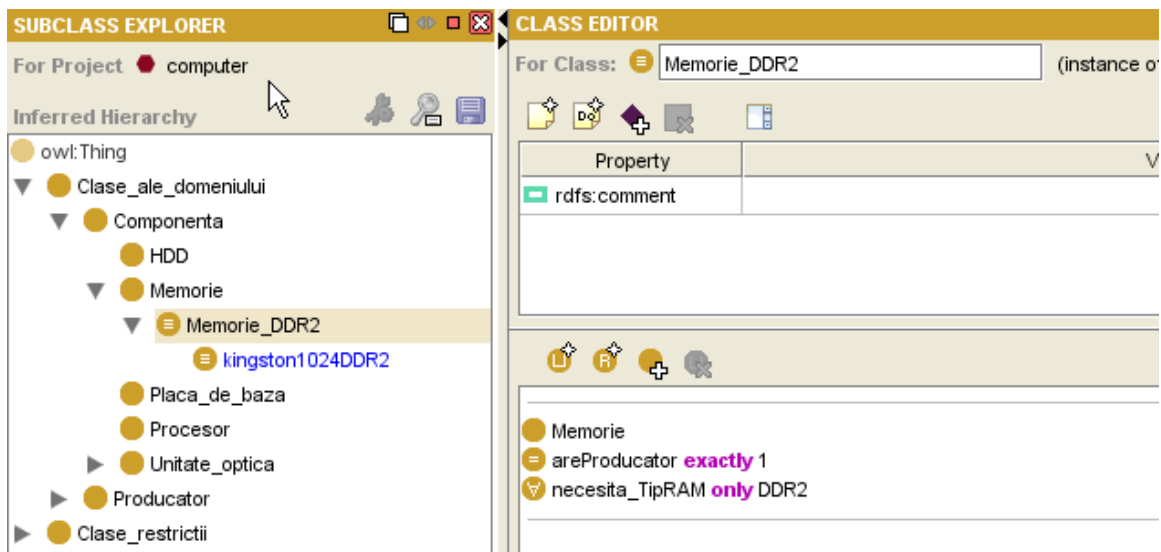 SUBCLASS EXPLORER
For Project computer
Inferred Hierarchy
owl:Thing
Clase_ale_domeniului
Componenta
HDD
Memorie
Memorie_DDR2
kingston1024DDR2
Placa_de_baza
Procesor
Unitate_optica
Producator
Clase_restrictii
CLASS EDITOR
For Class: Memorie_DDR2 (instance of
Property V
rdfs:comment
Memorie
areProducator exactly 1
necesita_TipRAM only DDR2